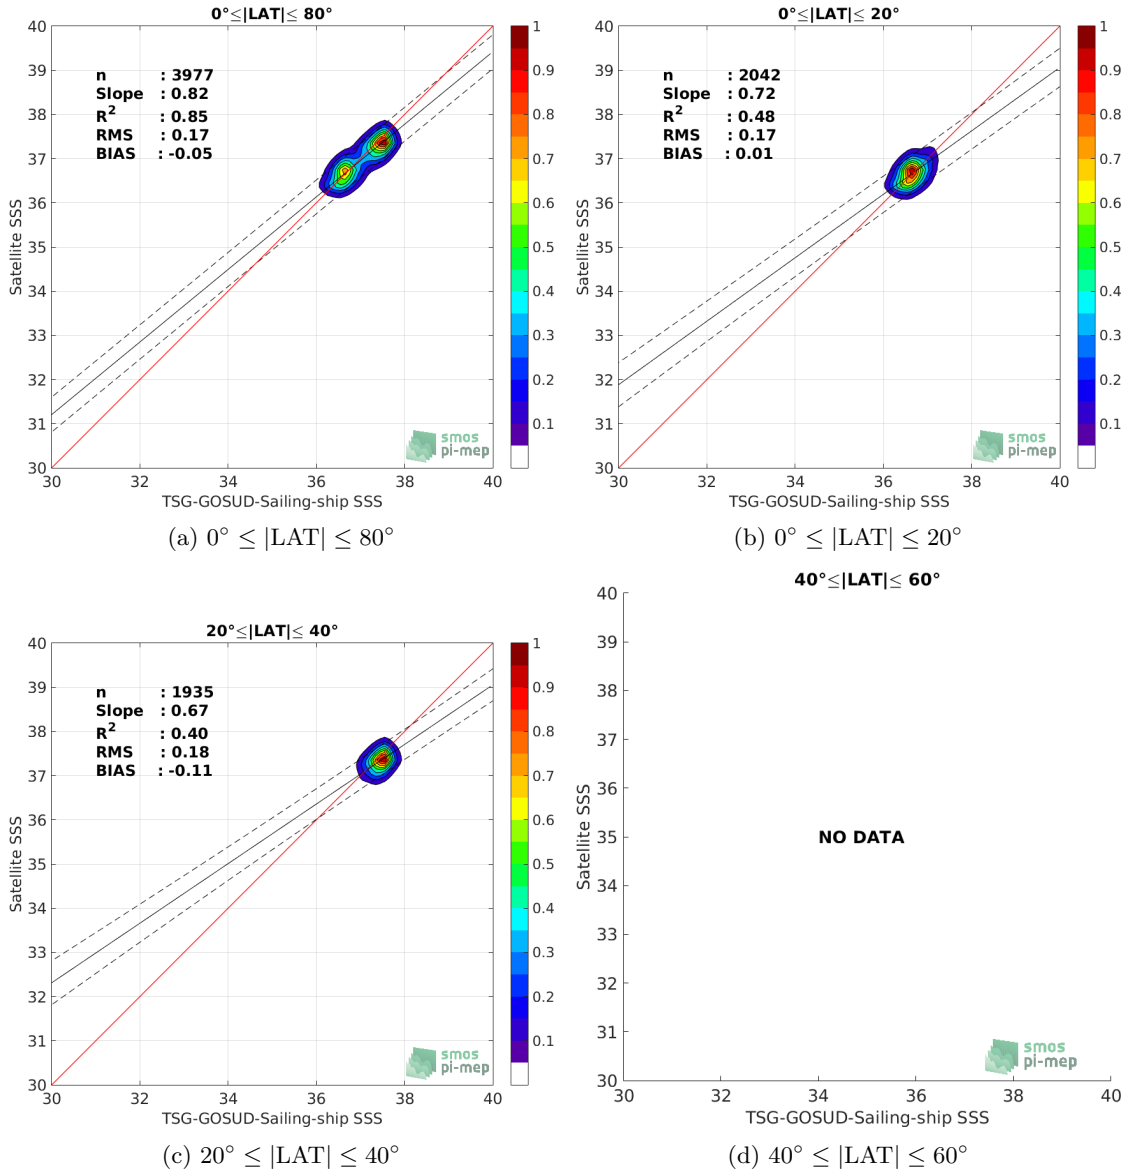 0°≤|LAT|≤ 80°
40
39
38
37
36
35
34
33
32
31
30
Satellite SSS
n : 3977
Slope : 0.82
R2 : 0.85
RMS : 0.17
BIAS : -0.05
smos
pi-mep
30 32 34 36 38 40
TSG-GOSUD-Sailing-ship SSS
1
0.9
0.8
0.7
0.6
0.5
0.4
0.3
0.2
0.1
(a) 0° ≤ |LAT| ≤ 80°
0°≤|LAT|≤ 20°
40
39
38
37
36
35
34
33
32
31
30
Satellite SSS
n : 2042
Slope : 0.72
R2 : 0.48
RMS : 0.17
BIAS : 0.01
smos
pi-mep
30 32 34 36 38 40
TSG-GOSUD-Sailing-ship SSS
1
0.9
0.8
0.7
0.6
0.5
0.4
0.3
0.2
0.1
(b) 0° ≤ |LAT| ≤ 20°
20°≤|LAT|≤ 40°
40
39
38
37
36
35
34
33
32
31
30
Satellite SSS
n : 1935
Slope : 0.67
R2 : 0.40
RMS : 0.18
BIAS : -0.11
smos
pi-mep
30 32 34 36 38 40
TSG-GOSUD-Sailing-ship SSS
1
0.9
0.8
0.7
0.6
0.5
0.4
0.3
0.2
0.1
(c) 20° ≤ |LAT| ≤ 40°
40°≤|LAT|≤ 60°
40
39
38
37
36
35
34
33
32
31
30
Satellite SSS
NO DATA
smos
pi-mep
30 32 34 36 38 40
TSG-GOSUD-Sailing-ship SSS
(d) 40° ≤ |LAT| ≤ 60°